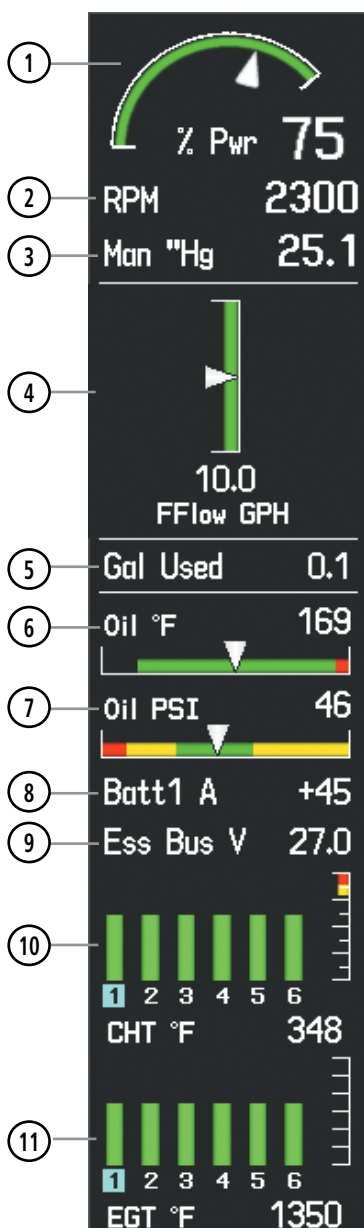 1
% Pwr 75
2 RPM 2300
3 Man "Hg 25.1
4
10.0
FFlow GPH
5 Gal Used 0.1
6 Oil °F 169
7 Oil PSI 46
8 Batt1 A +45
9 Ess Bus V 27.0
10
1 2 3 4 5 6
CHT °F 348
11
1 2 3 4 5 6
EGT °F 1350